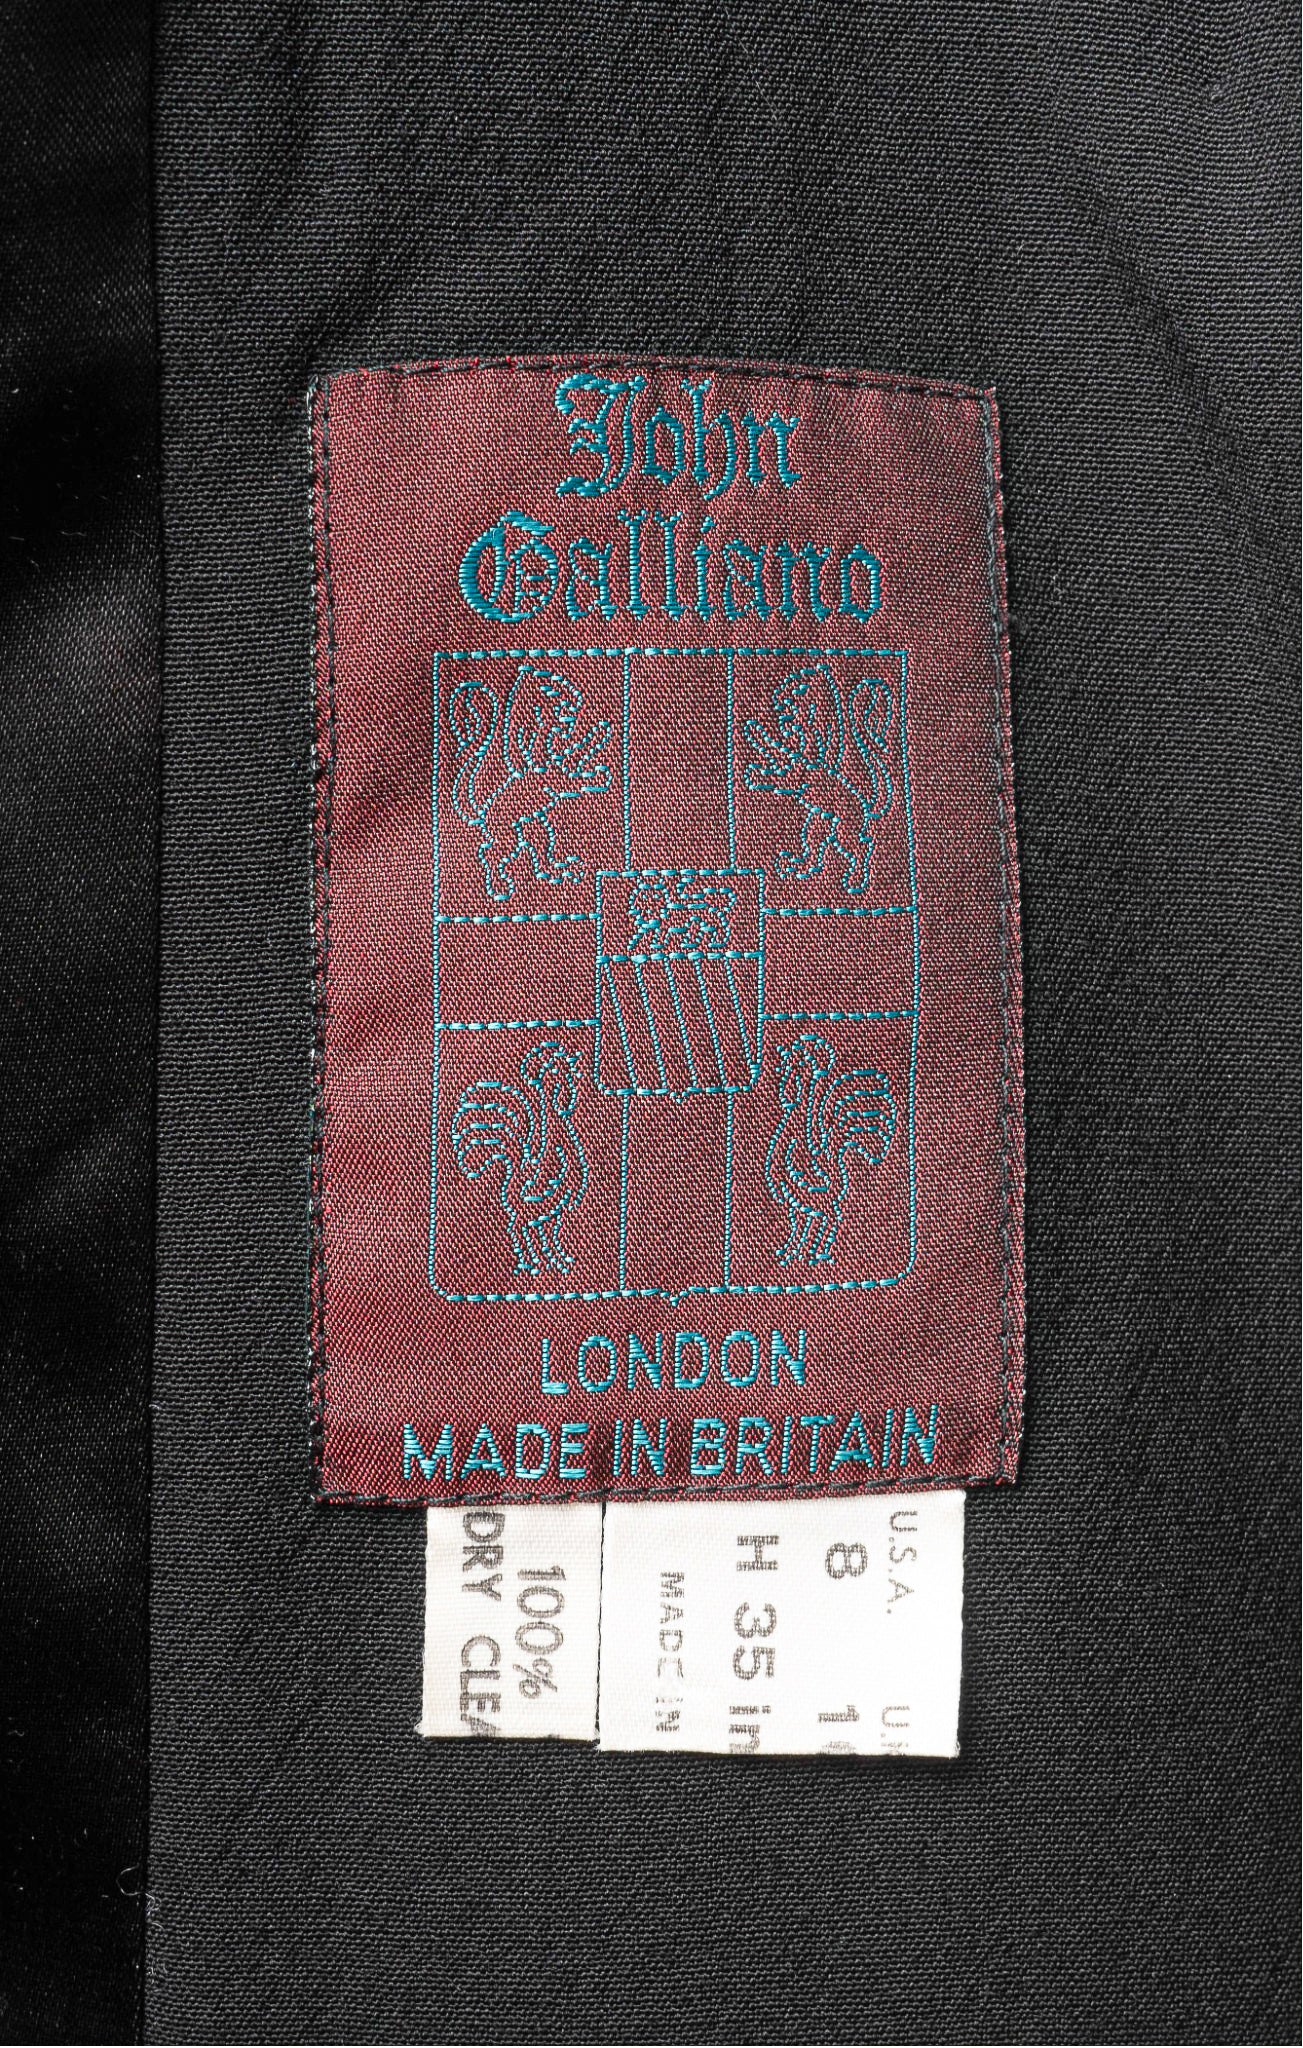 John
Galliano
LONDON
MADE IN BRITAIN
U.S.A.
8
H 35 in
MADE IN
100%
DRY CLEA